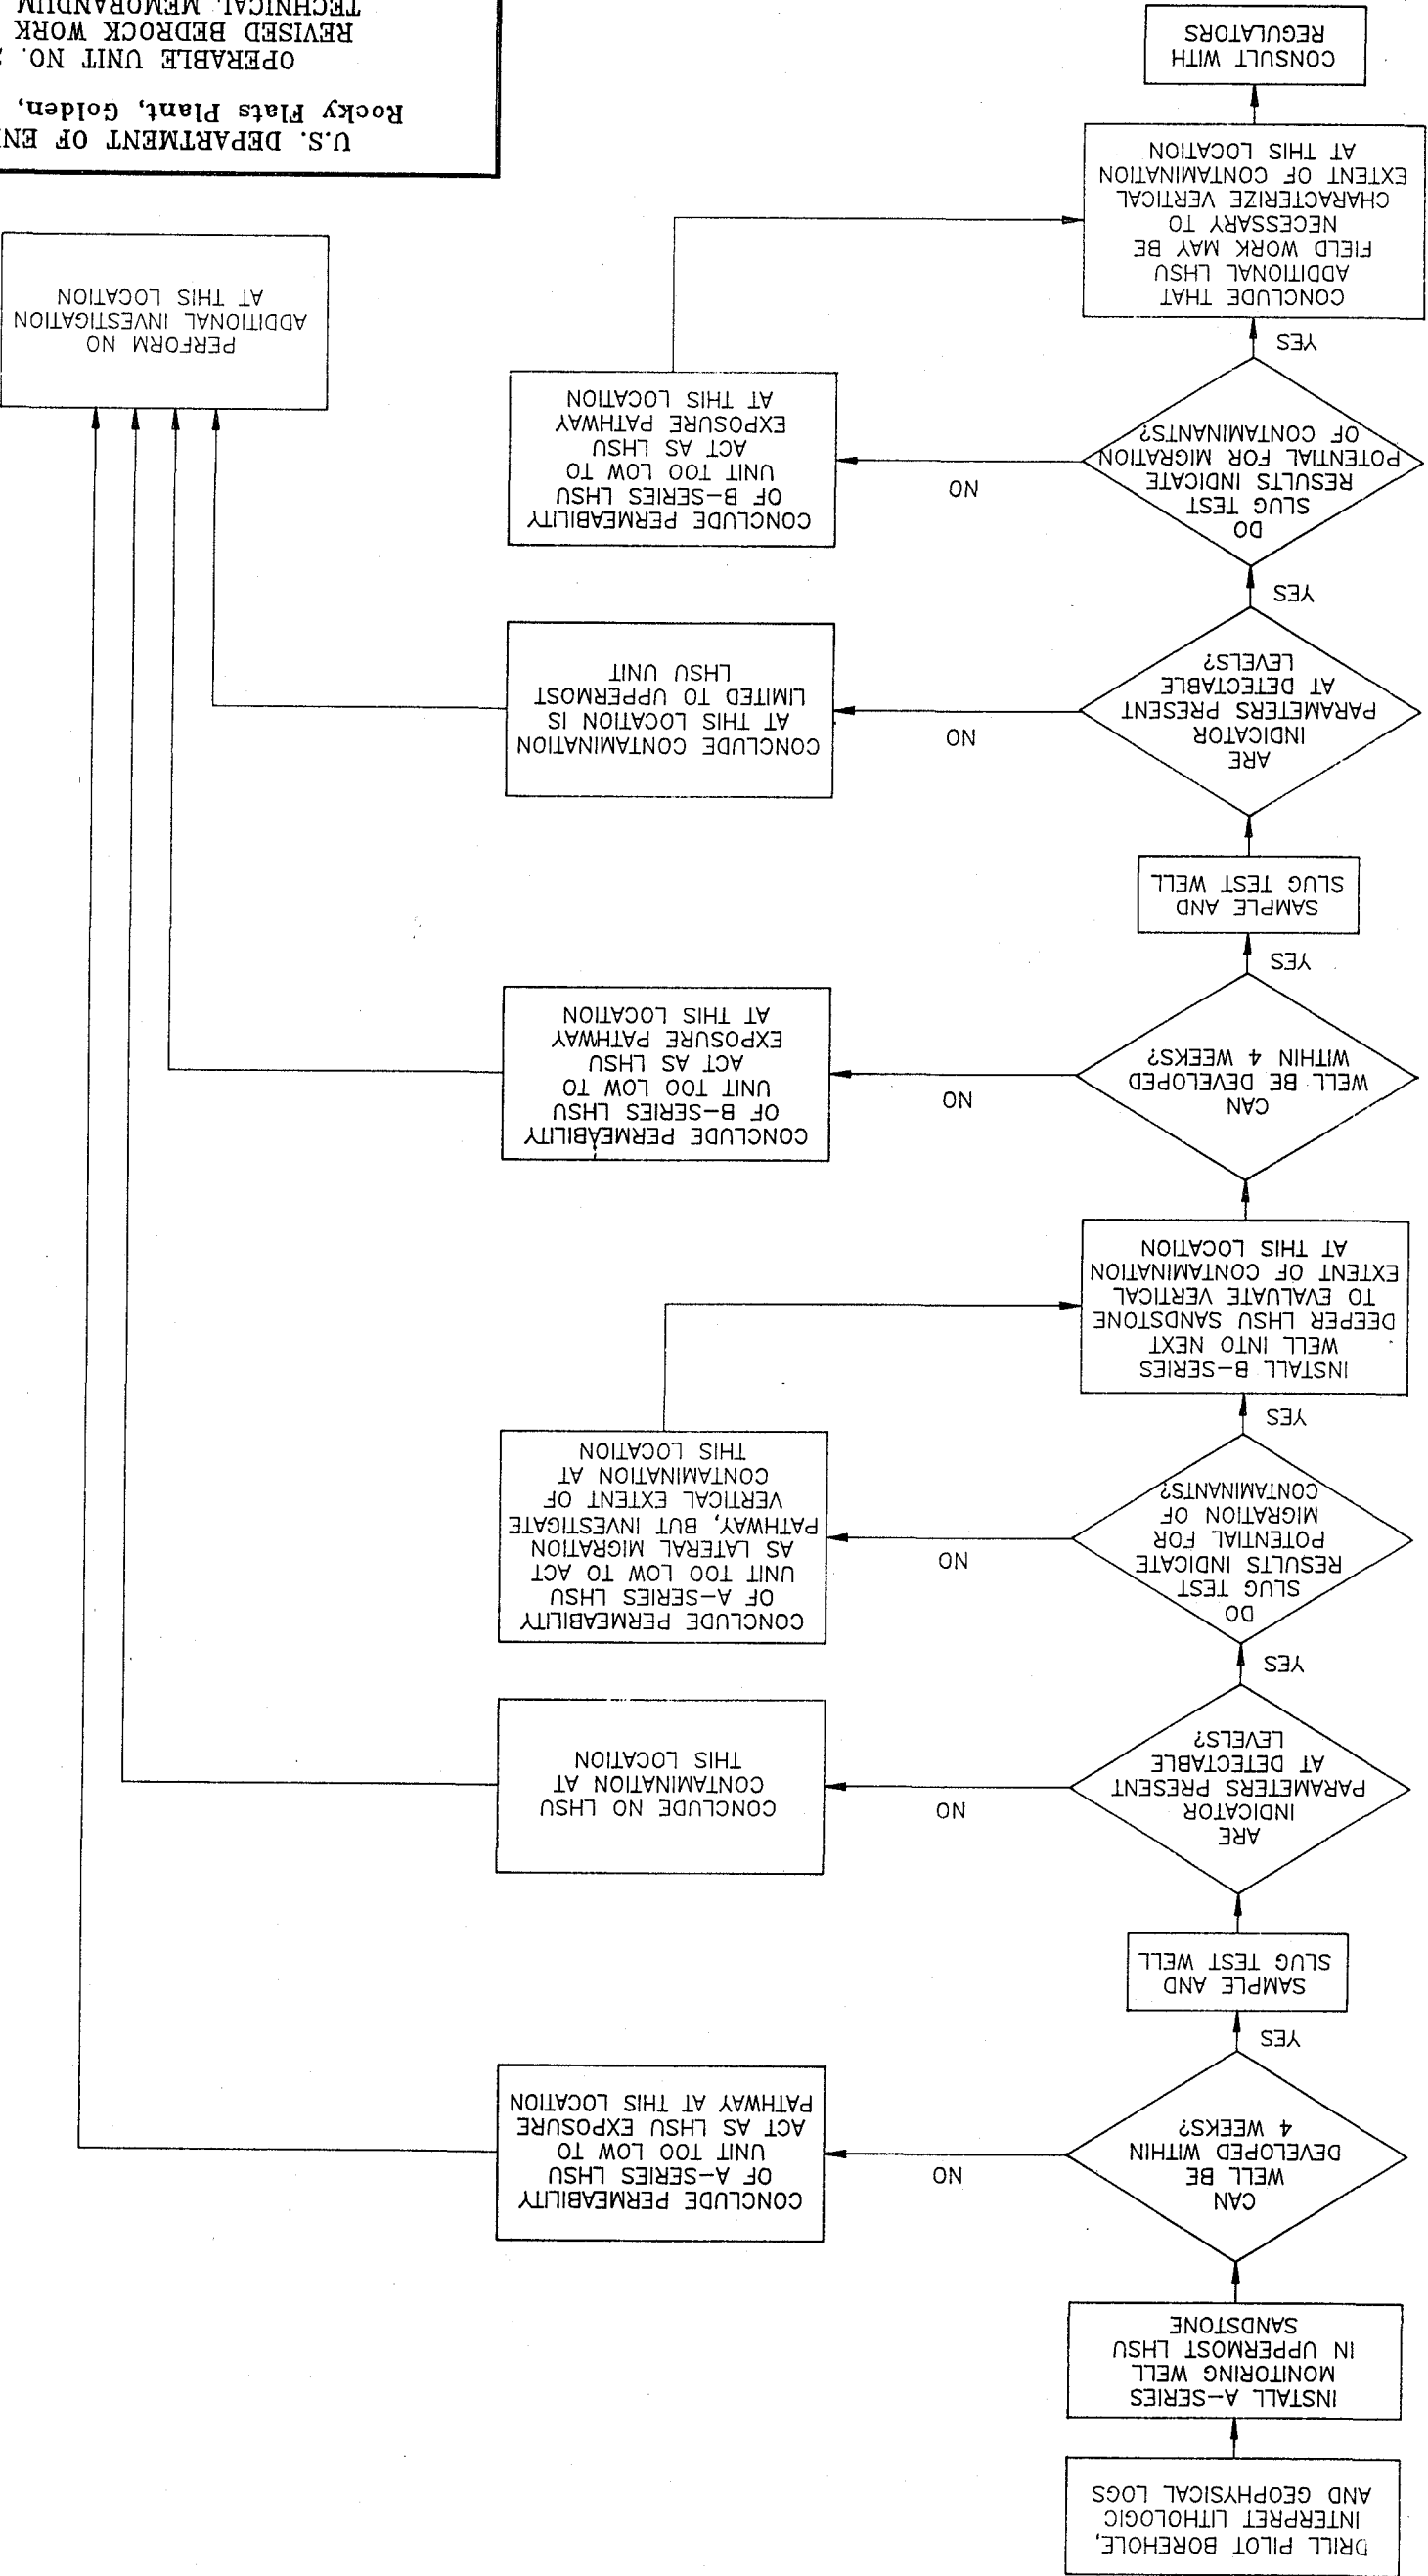 DRILL PILOT BOREHOLE,
INTERPRET LITHOLOGIC
AND GEOPHYSICAL LOGS
INSTALL A-SERIES
MONITORING WELL
IN UPPERMOST LHSU
SANDSTONE
CAN
WELL BE
DEVELOPED WITHIN
4 WEEKS?
NO
CONCLUDE PERMEABILITY
OF A-SERIES LHSU
UNIT TOO LOW TO
ACT AS LHSU EXPOSURE
PATHWAY AT THIS LOCATION
YES
SAMPLE AND
SLUG TEST WELL
ARE
INDICATOR
PARAMETERS PRESENT
AT DETECTABLE
LEVELS?
NO
CONCLUDE NO LHSU
CONTAMINATION AT
THIS LOCATION
YES
DO
SLUG TEST
RESULTS INDICATE
POTENTIAL FOR
MIGRATION OF
CONTAMINANTS?
NO
CONCLUDE PERMEABILITY
OF A-SERIES LHSU
UNIT TOO LOW TO ACT
AS LATERAL MIGRATION
PATHWAY, BUT INVESTIGATE
VERTICAL EXTENT OF
CONTAMINATION AT
THIS LOCATION
YES
INSTALL B-SERIES
WELL INTO NEXT
DEEPER LHSU SANDSTONE
TO EVALUATE VERTICAL
EXTENT OF CONTAMINATION
AT THIS LOCATION
CAN
WELL BE DEVELOPED
WITHIN 4 WEEKS?
NO
CONCLUDE PERMEABILITY
OF B-SERIES LHSU
UNIT TOO LOW TO
ACT AS LHSU
EXPOSURE PATHWAY
AT THIS LOCATION
YES
SAMPLE AND
SLUG TEST WELL
ARE
INDICATOR
PARAMETERS PRESENT
AT DETECTABLE
LEVELS?
NO
CONCLUDE CONTAMINATION
AT THIS LOCATION IS
LIMITED TO UPPERMOST
LHSU UNIT
YES
DO
SLUG TEST
RESULTS INDICATE
POTENTIAL FOR MIGRATION
OF CONTAMINANTS?
NO
CONCLUDE PERMEABILITY
OF B-SERIES LHSU
UNIT TOO LOW TO
ACT AS LHSU
EXPOSURE PATHWAY
AT THIS LOCATION
YES
CONCLUDE THAT
ADDITIONAL LHSU
FIELD WORK MAY BE
NECESSARY TO
CHARACTERIZE VERTICAL
EXTENT OF CONTAMINATION
AT THIS LOCATION
CONSULT WITH
REGULATORS
PERFORM NO
ADDITIONAL INVESTIGATION
AT THIS LOCATION
U.S. DEPARTMENT OF ENE
Rocky Flats Plant, Golden,
OPERABLE UNIT NO.
REVISED BEDROCK WORK
TECHNICAL MEMORANDUM